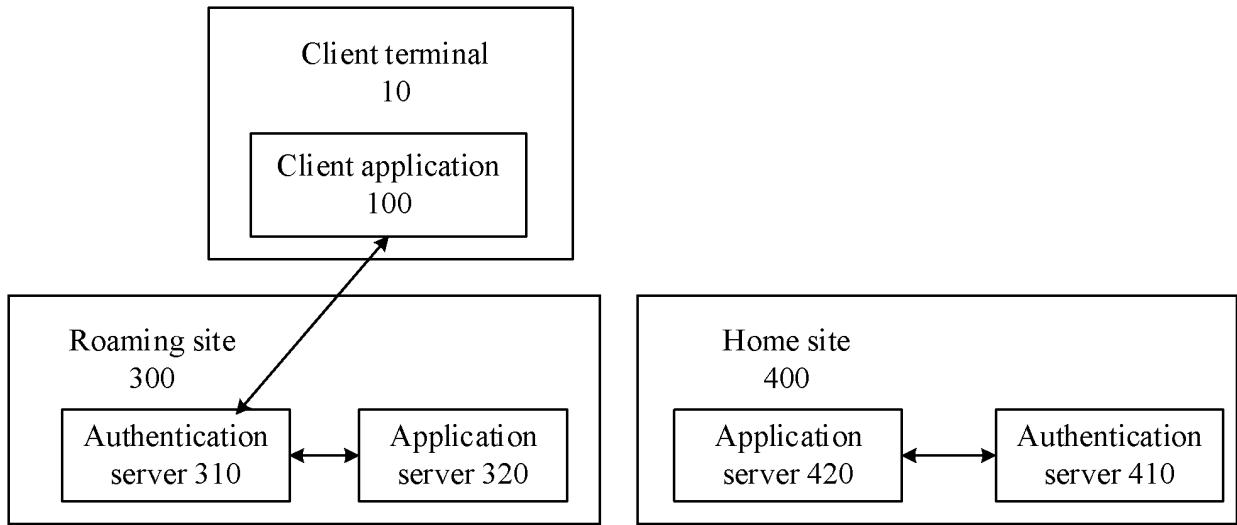 Client terminal
10
Client application
100
Roaming site
300
Authentication
server 310
Application
server 320
Home site
400
Application
server 420
Authentication
server 410